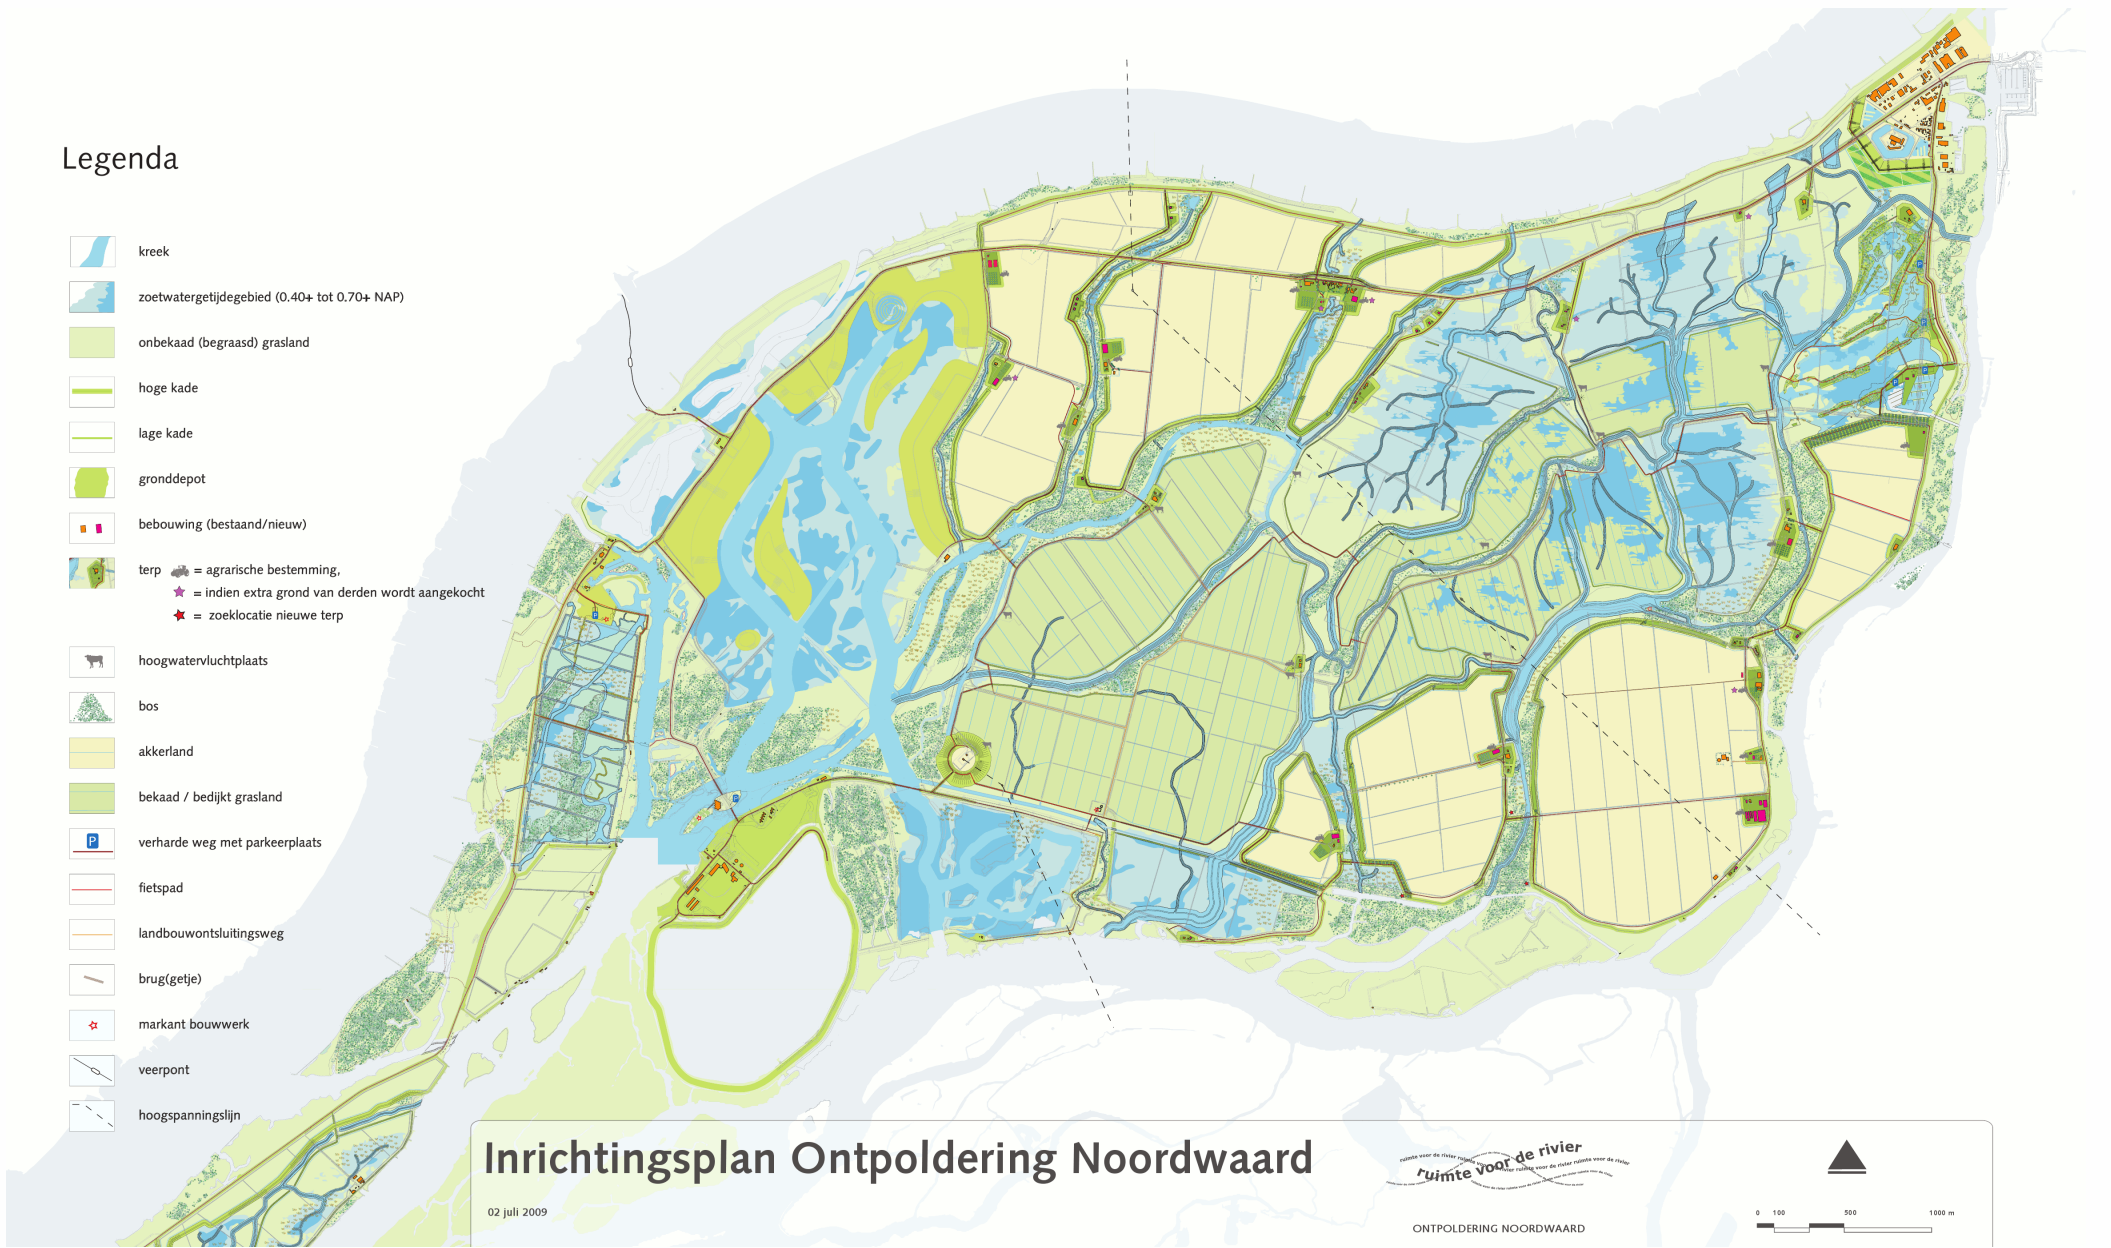 Legenda
kreek
zoetwatergetijdegebied (0.40+ tot 0.70+ NAP)
onbekaad (begraasd) grasland
hoge kade
lage kade
gronddepot
bebouwing (bestaand/nieuw)
terp = agrarische bestemming,
= indien extra grond van derden wordt aangekocht
= zoeklocatie nieuwe terp
hoogwatervluchtplaats
bos
akkerland
bekaad / bedijkt grasland
P verharde weg met parkeerplaats
fietspad
landbouwontsluitingsweg
brug(getje)
markant bouwwerk
veerpont
hoogspanningslijn
Inrichtingsplan Ontpoldering Noordwaard
02 juli 2009
ruimte voor de rivier
ONTPOLDERING NOORDWAARD
0 100 500 1000 m